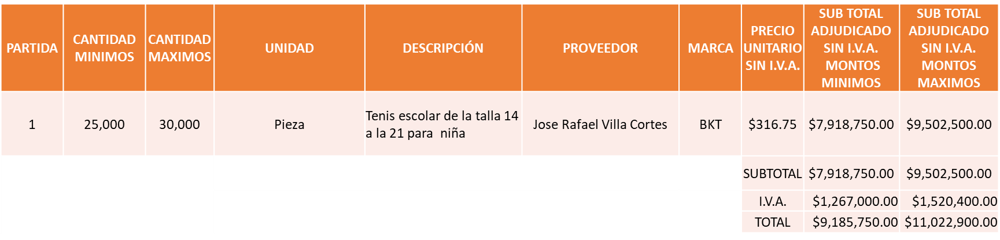 PARTIDA
CANTIDAD
MINIMOS
CANTIDAD
MAXIMOS
UNIDAD
DESCRIPCIÓN
PROVEEDOR
MARCA
PRECIO
UNITARIO
SIN I.V.A.
SUB TOTAL
ADJUDICADO
SIN I.V.A.
MONTOS
MINIMOS
SUB TOTAL
ADJUDICADO
SIN I.V.A.
MONTOS
MAXIMOS
1
25,000
30,000
Pieza
Tenis escolar de la talla 14
a la 21 para niña
Jose Rafael Villa Cortes
BKT
$316.75
$7,918,750.00
$9,502,500.00
SUBTOTAL
$7,918,750.00
$9,502,500.00
I.V.A.
$1,267,000.00
$1,520,400.00
TOTAL
$9,185,750.00
$11,022,900.00